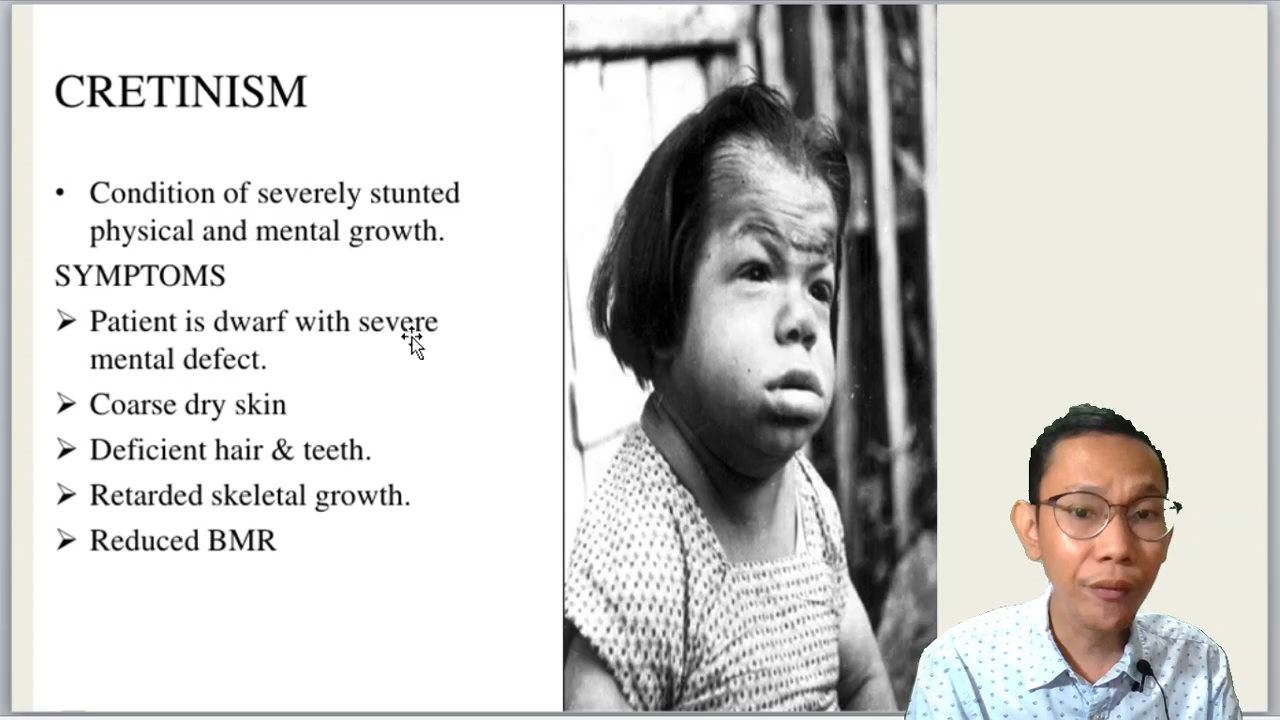 CRETINISM
• Condition of severely stunted
physical and mental growth.
SYMPTOMS
➢ Patient is dwarf with severe
mental defect.
➢ Coarse dry skin
➢ Deficient hair & teeth.
➢ Retarded skeletal growth.
➢ Reduced BMR